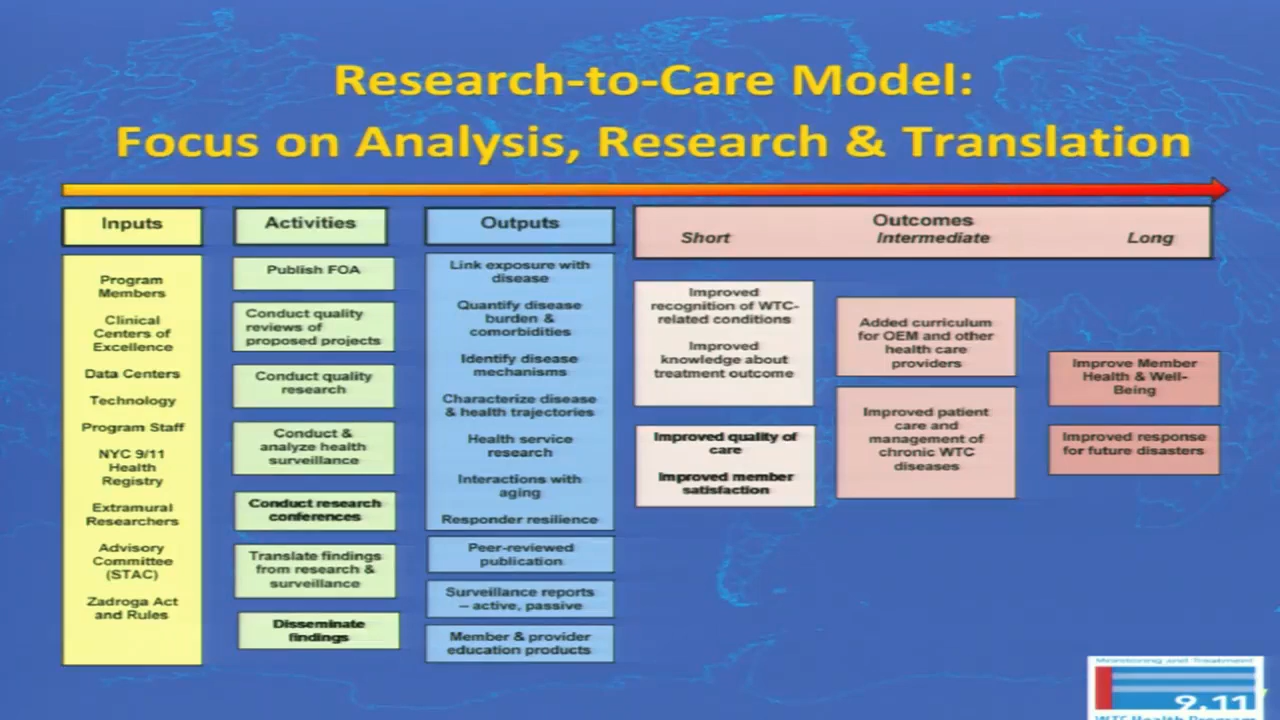 Research-to-Care Model:
Focus on Analysis, Research & Translation
Inputs
Program
Members
Clinical
Centers of
Excellence
Data Centers
Technology
Program Staff
NYC 9/11
Health
Registry
Extramural
Researchers
Advisory
Committee
(STAC)
Zadroga Act
and Rules
Activities
Publish FOA
Conduct quality
reviews of
proposed projects
Conduct quality
research
Conduct &
analyze health
surveillance
Conduct research
conferences
Translate findings
from research &
surveillance
Disseminate
findings
Outputs
Link exposure with
disease
Quantify disease
burden &
comorbidities
Identify disease
mechanisms
Characterize disease
& health trajectories
Health service
research
Interactions with
aging
Responder resilience
Peer-reviewed
publication
Surveillance reports
– active, passive
Member & provider
education products
Outcomes
Short Intermediate Long
Improved
recognition of WTC-
related conditions
Improved
knowledge about
treatment outcome
Improved quality of
care
Improved member
satisfaction
Added curriculum
for OEM and other
health care
providers
Improved patient
care and
management of
chronic WTC
diseases
Improve Member
Health & Well-
Being
Improved response
for future disasters
Monitoring and Treatment
9.11
WTC Health Program